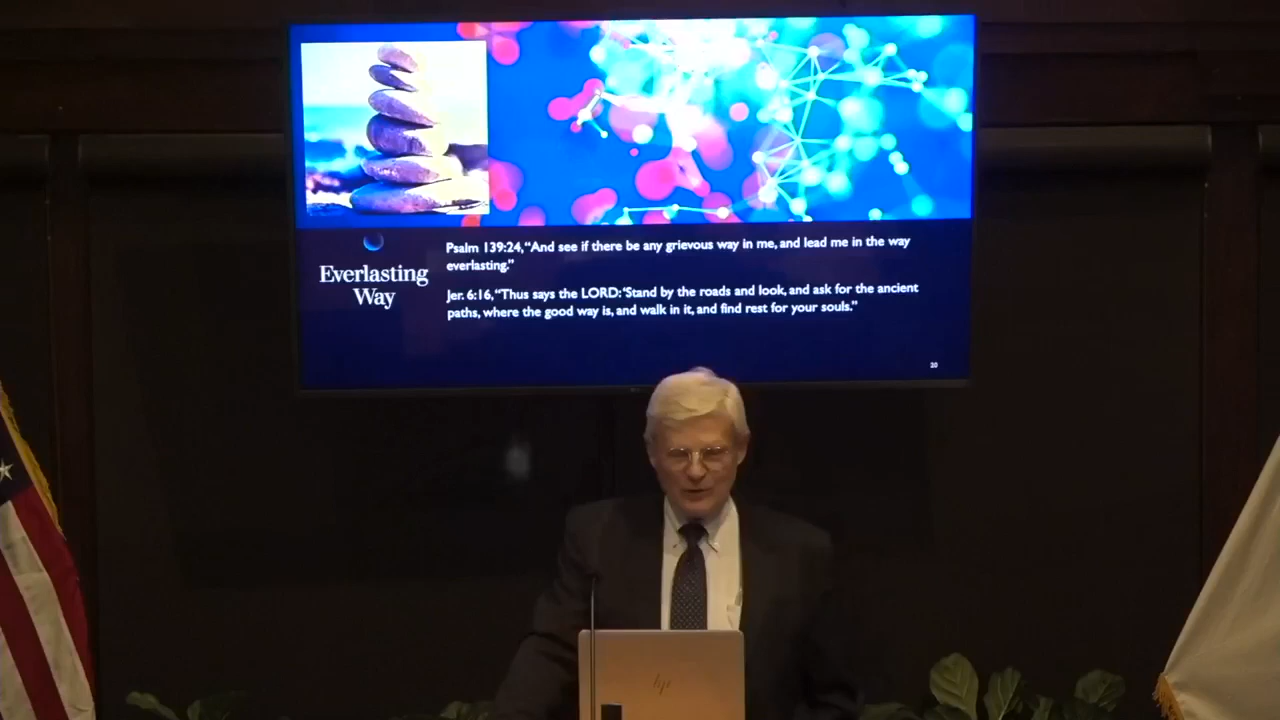 Everlasting
Way
Psalm 139:24, “And see if there be any grievous way in me, and lead me in the way
everlasting.”
Jer. 6:16, “Thus says the LORD: ‘Stand by the roads and look, and ask for the ancient
paths, where the good way is, and walk in it, and find rest for your souls.”
20
hp